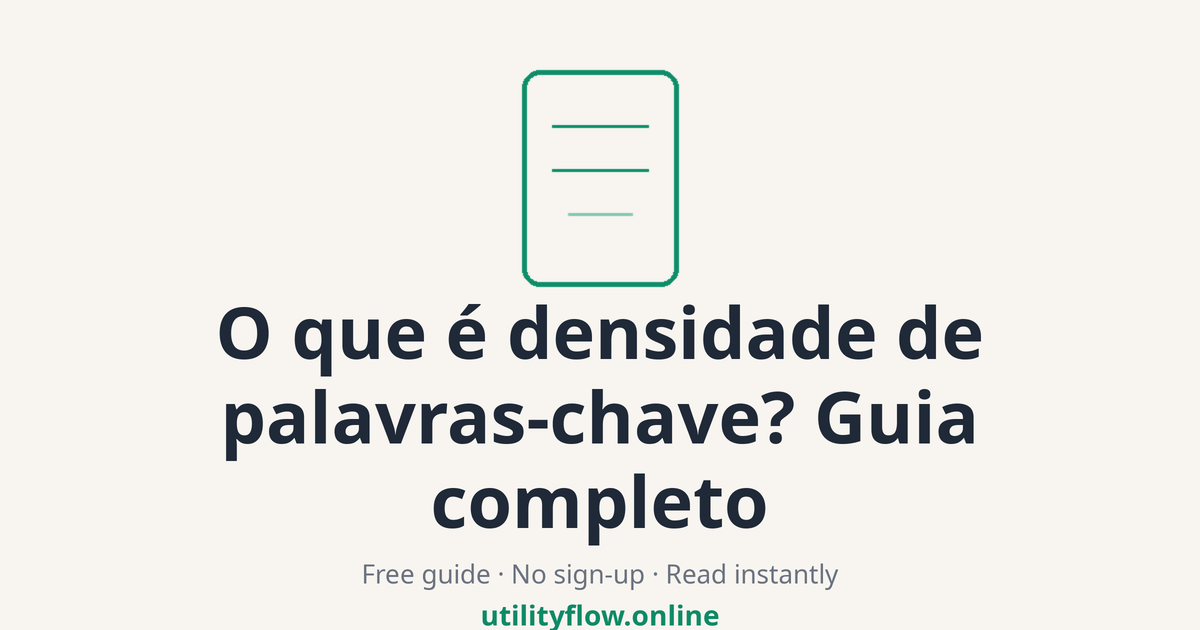 O que é densidade de
palavras-chave? Guia
completo
Free guide · No sign-up · Read instantly
utilityflow.online